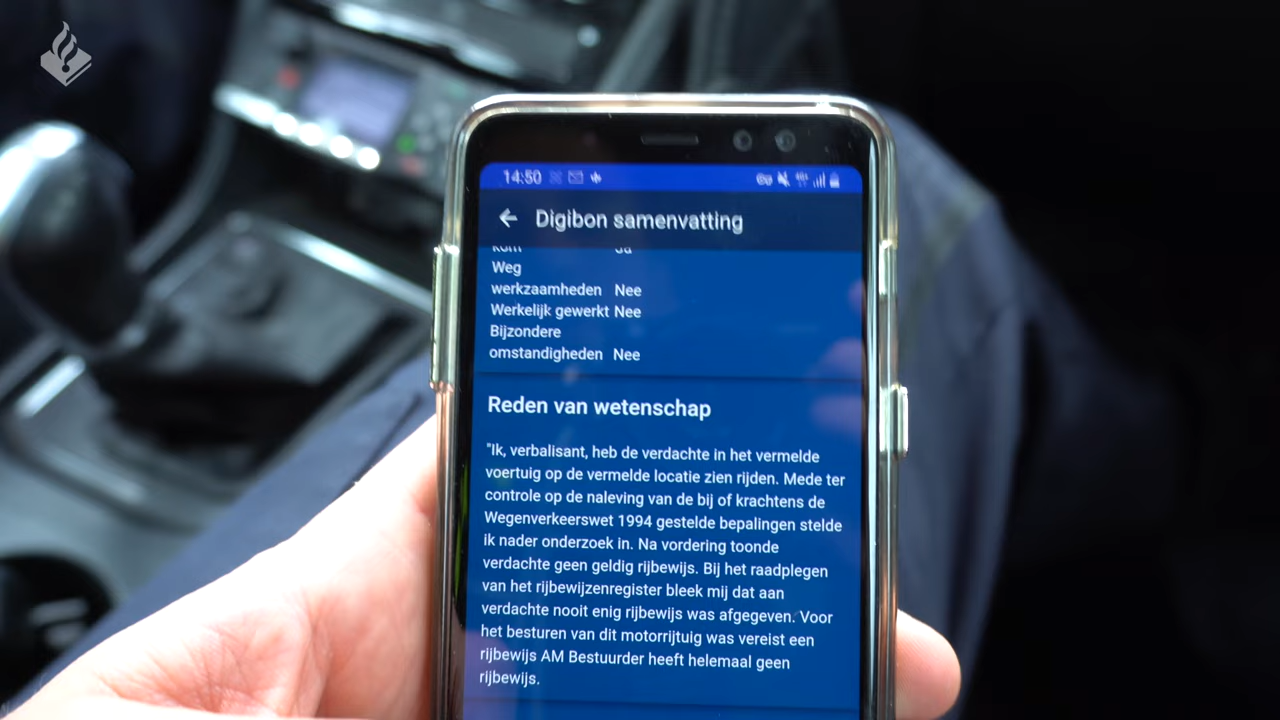 14:50
Digibon samenvatting
Weg
werkzaamheden Nee
Werkelijk gewerkt Nee
Bijzondere
omstandigheden Nee
Reden van wetenschap
"Ik, verbalisant, heb de verdachte in het vermelde
voertuig op de vermelde locatie zien rijden. Mede ter
controle op de naleving van de bij of krachtens de
Wegenverkeerswet 1994 gestelde bepalingen stelde
ik nader onderzoek in. Na vordering toonde
verdachte geen geldig rijbewijs. Bij het raadplegen
van het rijbewijzenregister bleek mij dat aan
verdachte nooit enig rijbewijs was afgegeven. Voor
het besturen van dit motorrijtuig was vereist een
rijbewijs AM Bestuurder heeft helemaal geen
rijbewijs.